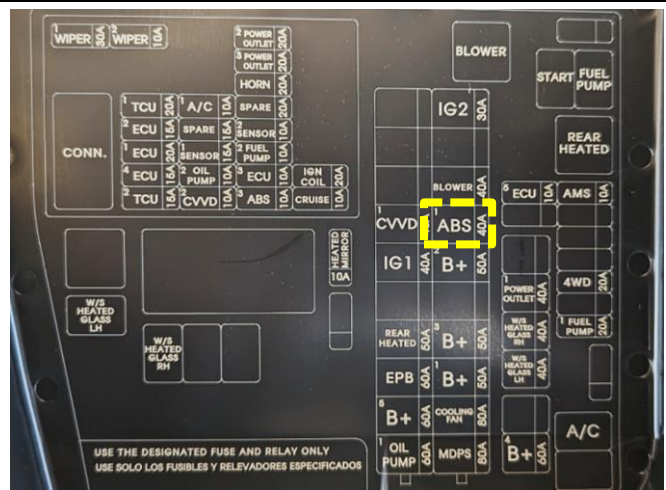 1 WIPER 30A
2 WIPER 10A
2 POWER OUTLET 20A
3 POWER OUTLET 20A
HORN 20A
BLOWER
START
FUEL PUMP
REAR HEATED
CONN.
1 TCU 20A
1 A/C 10A
SPARE 20A
3 ECU 15A
SPARE 15A
2 SENSOR 10A
1 ECU 20A
1 SENSOR 15A
2 FUEL PUMP
4 ECU 15A
2 OIL PUMP 10A
3 ECU 10A
IGN COIL 20A
2 TCU 15A
2 CVVD 10A
3 ABS 10A
CRUISE 10A
IG2 30A
BLOWER 40A
5 ECU 10A
AMS 10A
1 CVVD
1 ABS 40A
IG1 40A
2 B+ 50A
HEATED MIRROR 10A
1 POWER OUTLET 40A
4WD 20A
W/S HEATED GLASS LH
W/S HEATED GLASS RH
REAR HEATED 50A
3 B+ 50A
W/S HEATED GLASS RH 40A
1 FUEL PUMP 20A
EPB 60A
1 B+ 50A
W/S HEATED GLASS LH 40A
5 B+ 60A
COOLING FAN 80A
A/C
1 OIL PUMP 60A
MDPS 80A
4 B+
USE THE DESIGNATED FUSE AND RELAY ONLY
USE SOLO LOS FUSIBLES Y RELEVADORES ESPECIFICADOS